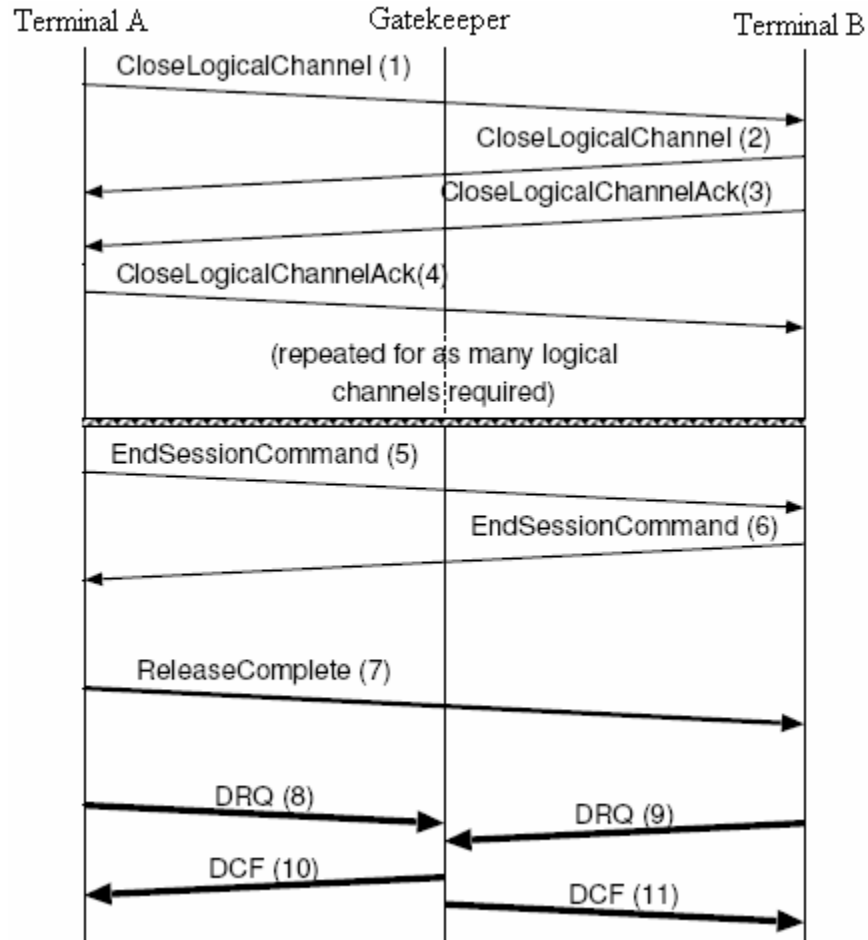 Terminal A
Gatekeeper
Terminal B
CloseLogicalChannel (1)
CloseLogicalChannel (2)
CloseLogicalChannelAck(3)
CloseLogicalChannelAck(4)
(repeated for as many logical
channels required)
EndSessionCommand (5)
EndSessionCommand (6)
ReleaseComplete (7)
DRQ (8)
DRQ (9)
DCF (10)
DCF (11)